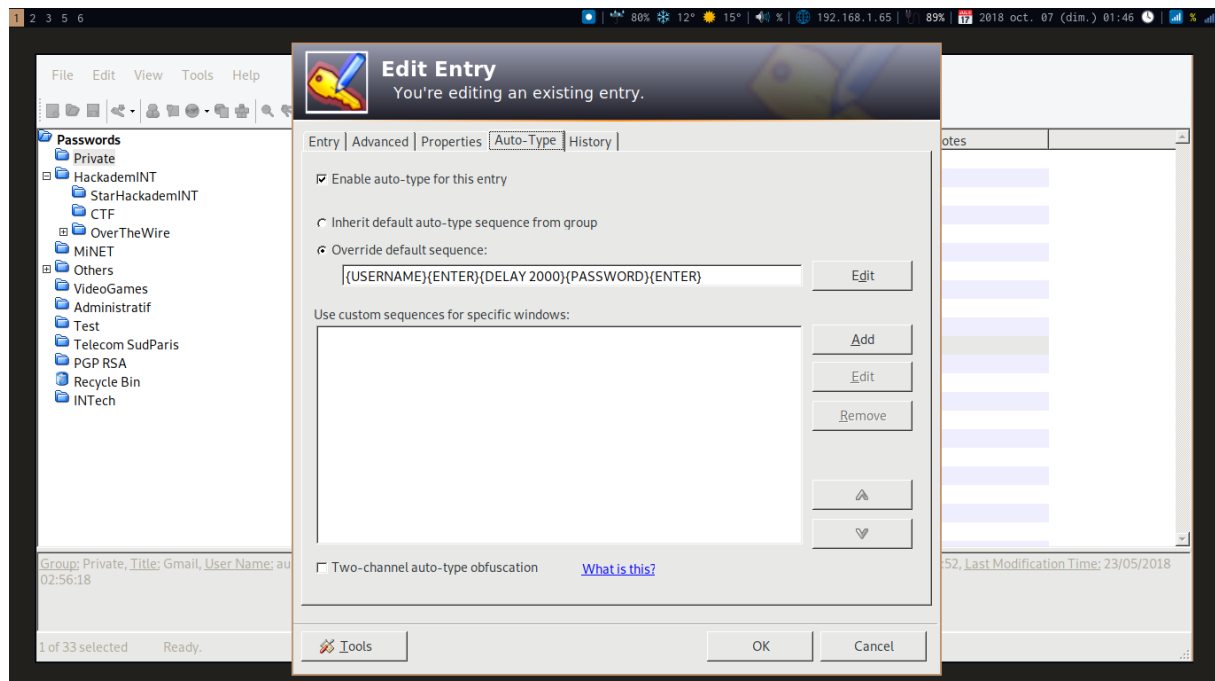 1 2 3 5 6
80% 12° 15° | % | 192.168.1.65 | 89% | 2018 oct. 07 (dim.) 01:46 | %
File Edit View Tools Help
Edit Entry
You're editing an existing entry.
Passwords
Private
HackademINT
StarHackademINT
CTF
OverTheWire
MiNET
Others
VideoGames
Administratif
Test
Telecom SudParis
PGP RSA
Recycle Bin
INTech
Entry Advanced Properties Auto-Type History
Enable auto-type for this entry
Inherit default auto-type sequence from group
Override default sequence:
{USERNAME}{ENTER}{DELAY 2000}{PASSWORD}{ENTER}
Edit
Use custom sequences for specific windows:
Add
Edit
Remove
Two-channel auto-type obfuscation What is this?
Tools OK Cancel
otes
Group: Private, Title: Gmail, User Name: au
:52, Last Modification Time: 23/05/2018
02:56:18
1 of 33 selected Ready.